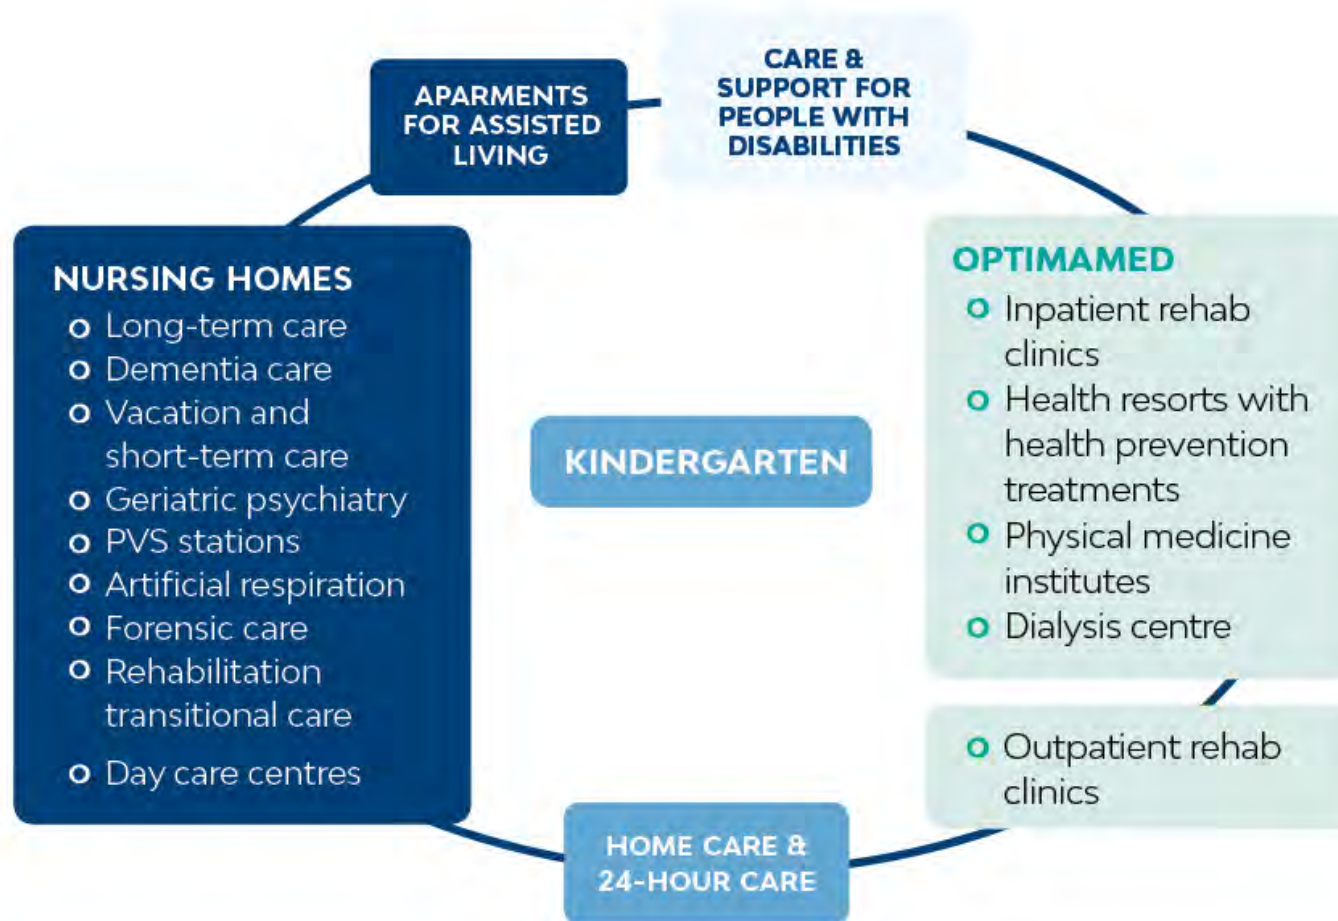 APARMENTS
FOR ASSISTED
LIVING
CARE &
SUPPORT FOR
PEOPLE WITH
DISABILITIES
NURSING HOMES
Long-term care
Dementia care
Vacation and
short-term care
Geriatric psychiatry
PVS stations
Artificial respiration
Forensic care
Rehabilitation
transitional care
Day care centres
KINDERGARTEN
OPTIMAMED
Inpatient rehab
clinics
Health resorts with
health prevention
treatments
Physical medicine
institutes
Dialysis centre
Outpatient rehab
clinics
HOME CARE &
24-HOUR CARE